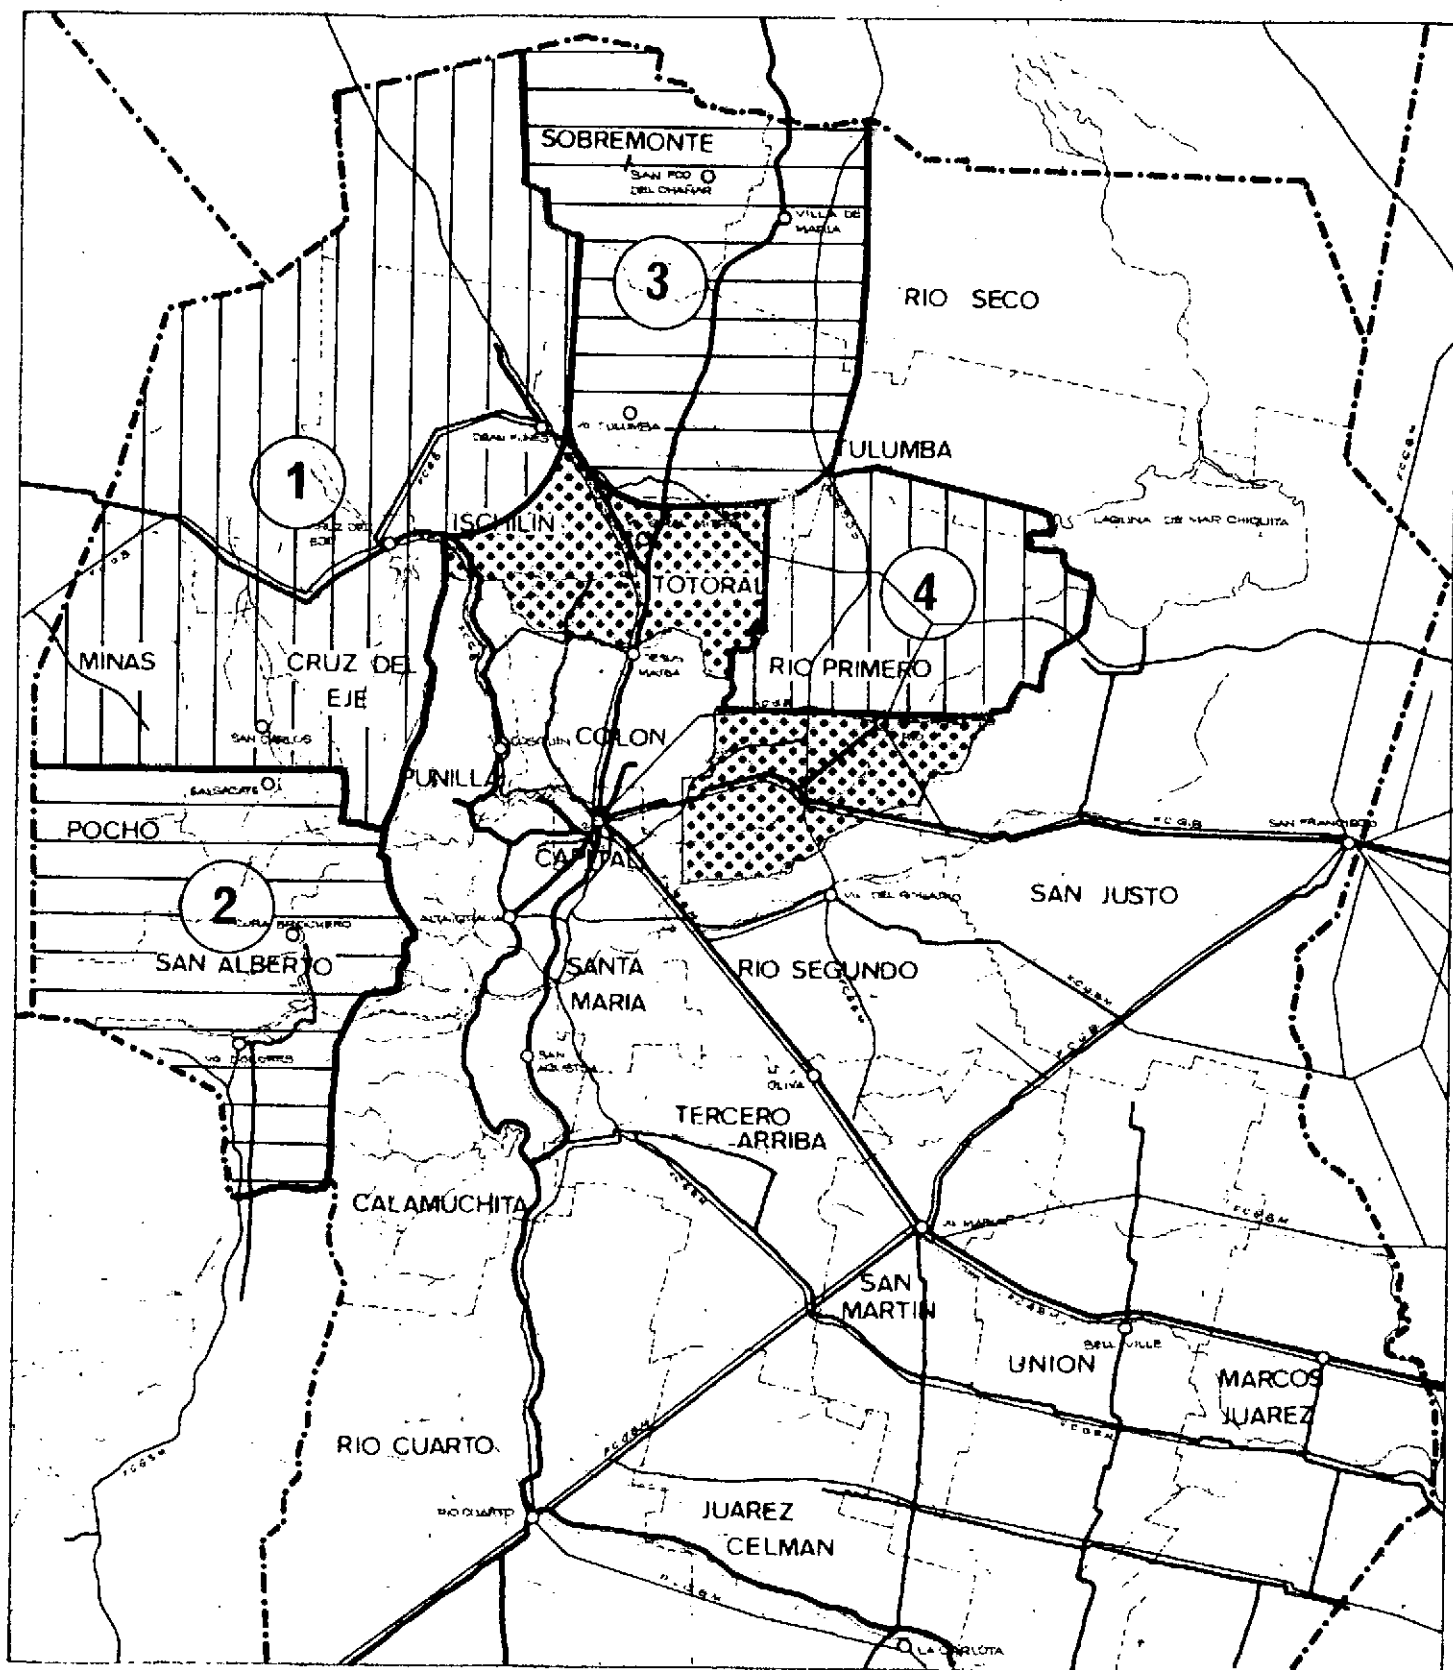 SOBREMONTE
SAN FCO
DEL CHAÑAR
VILLA DE
MARIA
3
RIO SECO
TULUMBA
DEAN FUNES
TULUMBA
1
CRUZ DEL
EJE
ISCHILIN
F.C.G.B
LAGUNA DE MAR CHIQUITA
TOTORAL
4
MINAS
CRUZ DEL
EJE
RIO PRIMERO
JESUS
MARIA
F.C.G.B
SAN CARLOS
COSQUIN
COLON
PUNILLA
SALSACATE
POCHO
F.C.G.B
SAN FRANCISCO
CAPITAL
2
SAN JUSTO
ALTA GRACIA
VA. DEL ROSARIO
CURA BROCHERO
SAN ALBERTO
SANTA
MARIA
RIO SEGUNDO
F.C.G.B.M
VA. DOLORES
SAN
AGUSTIN
F.C.G.B
OLIVA
TERCERO
ARRIBA
CALAMUCHITA
F.C.G.B.M
VA. MARIA
F.C.G.B.M
SAN
MARTIN
F.C.G.B.M
BELL VILLE
UNION
MARCOS
JUAREZ
RIO CUARTO
F.C.G.B.M
F.C.G.B.M
F.C.G.S.M
RIO CUARTO
JUAREZ
CELMAN
F.C.G.B.M
LA CARLOTA